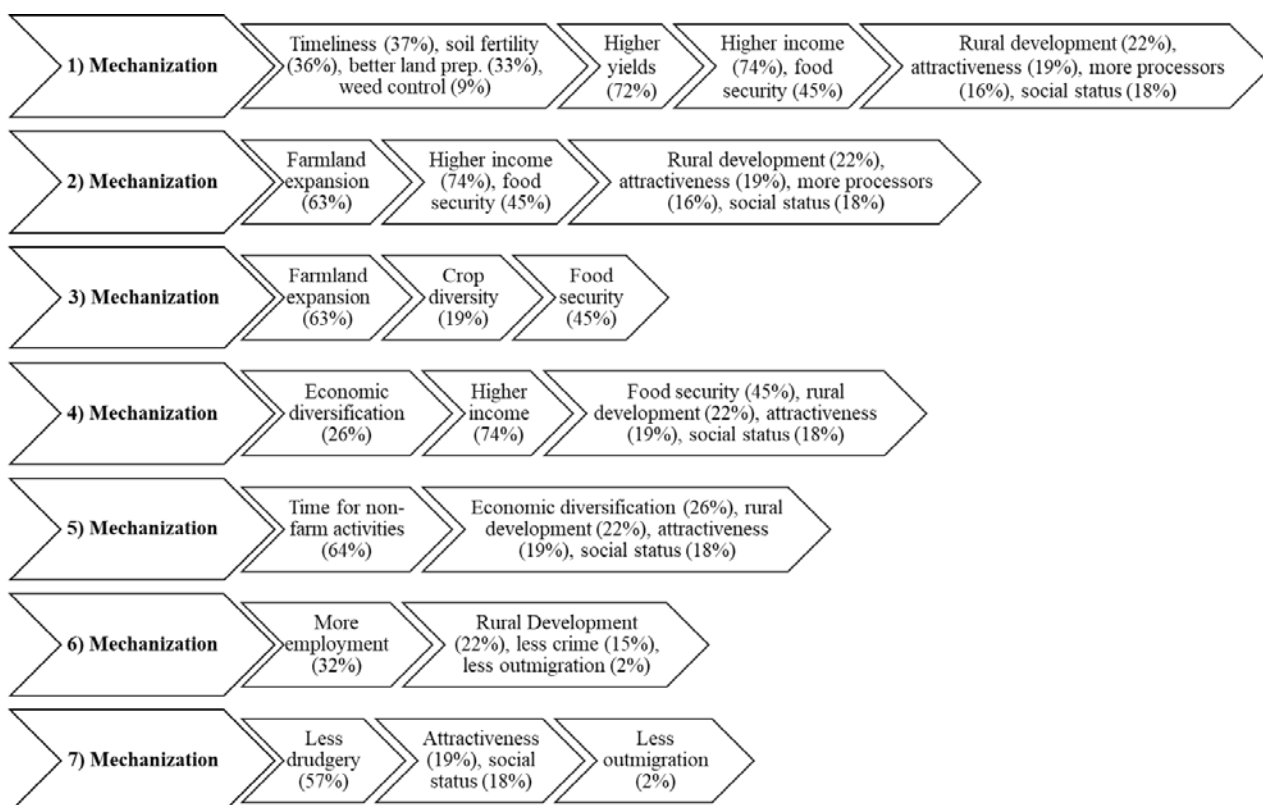 1) Mechanization
Timeliness (37%), soil fertility
(36%), better land prep. (33%),
weed control (9%)
Higher
yields
(72%)
Higher income
(74%), food
security (45%)
Rural development (22%),
attractiveness (19%), more processors
(16%), social status (18%)
2) Mechanization
Farmland
expansion
(63%)
Higher income
(74%), food
security (45%)
Rural development (22%),
attractiveness (19%), more processors
(16%), social status (18%)
3) Mechanization
Farmland
expansion
(63%)
Crop
diversity
(19%)
Food
security
(45%)
4) Mechanization
Economic
diversification
(26%)
Higher
income
(74%)
Food security (45%), rural
development (22%), attractiveness
(19%), social status (18%)
5) Mechanization
Time for non-
farm activities
(64%)
Economic diversification (26%), rural
development (22%), attractiveness
(19%), social status (18%)
6) Mechanization
More
employment
(32%)
Rural Development
(22%), less crime (15%),
less outmigration (2%)
7) Mechanization
Less
drudgery
(57%)
Attractiveness
(19%), social
status (18%)
Less
outmigration
(2%)